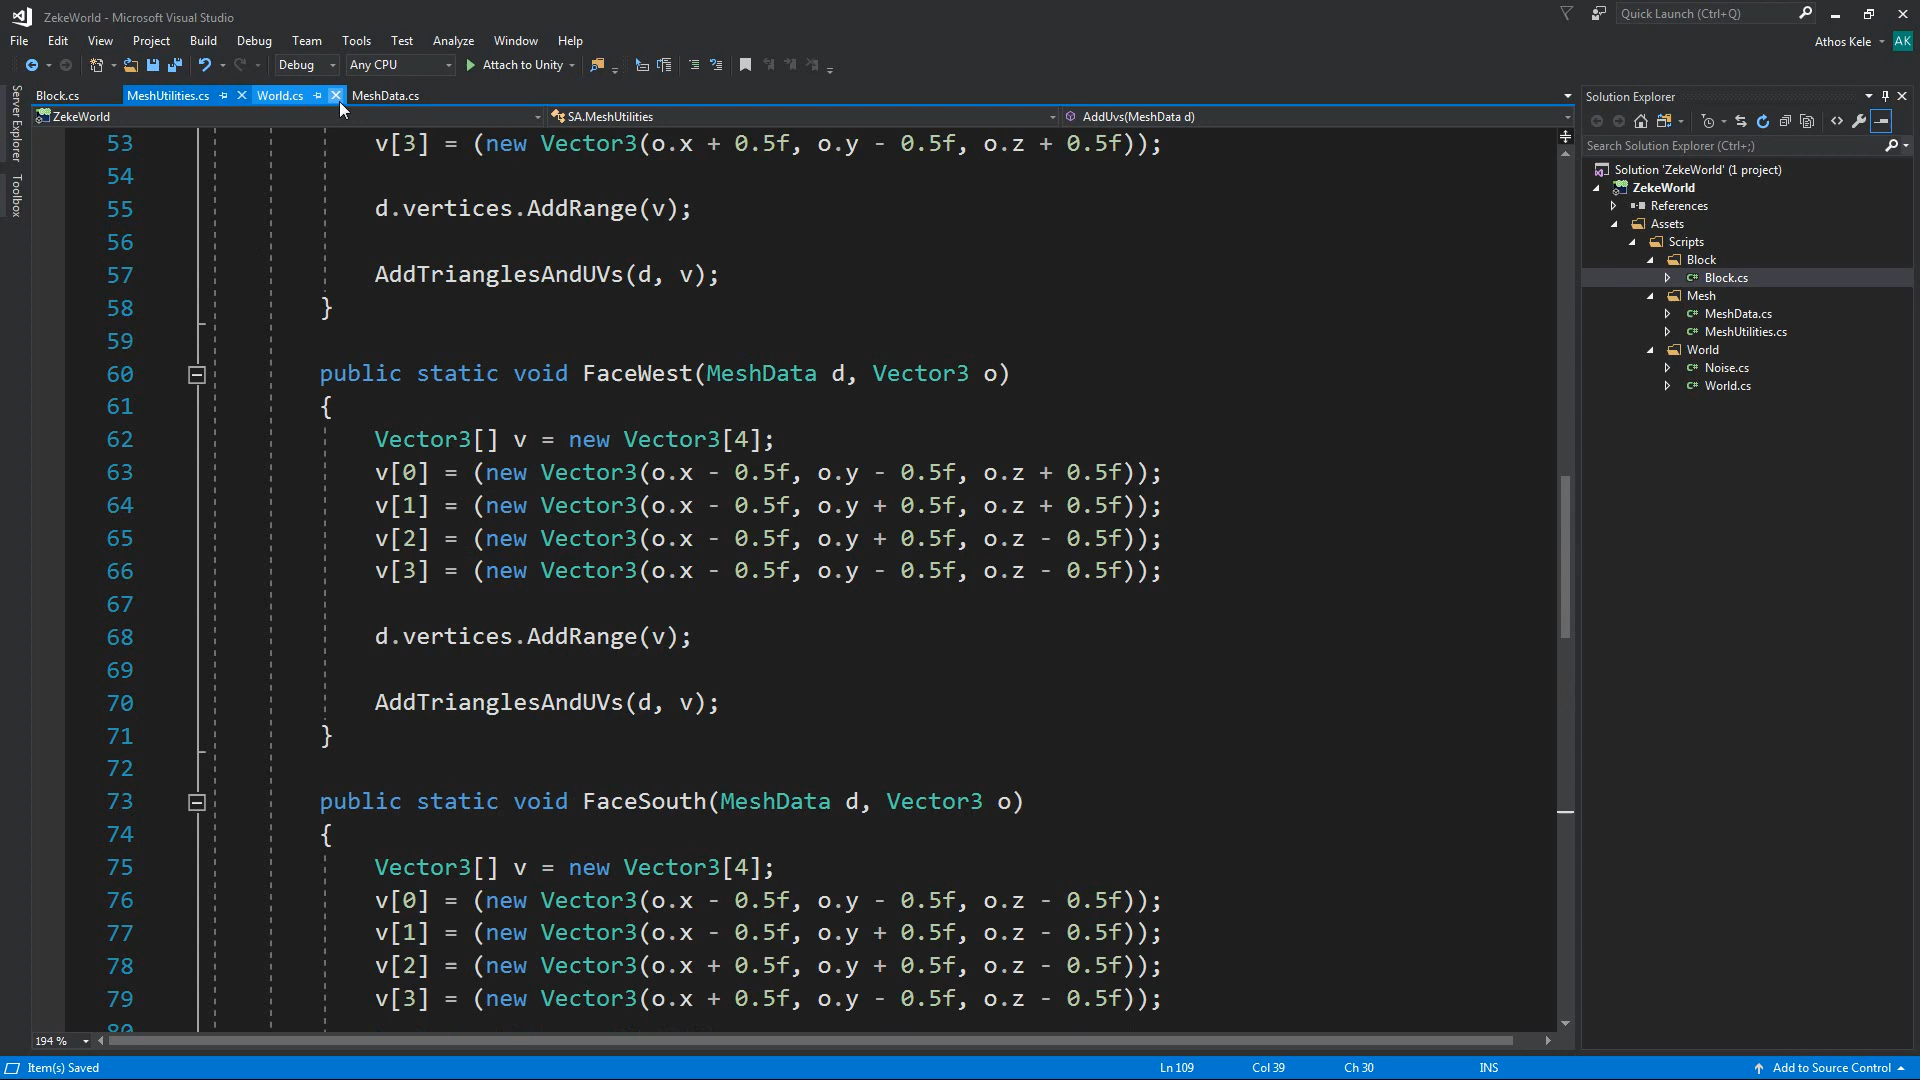 ZekeWorld - Microsoft Visual Studio
Quick Launch (Ctrl+Q)
File Edit View Project Build Debug Team Tools Test Analyze Window Help
Athos Kele AK
Debug Any CPU Attach to Unity
Block.cs MeshUtilities.cs World.cs MeshData.cs
ZekeWorld SA.MeshUtilities AddUvs(MeshData d)
Server Explorer
Toolbox
53 v[3] = (new Vector3(o.x + 0.5f, o.y - 0.5f, o.z + 0.5f));
54
55 d.vertices.AddRange(v);
56
57 AddTrianglesAndUVs(d, v);
58 }
59
60 public static void FaceWest(MeshData d, Vector3 o)
61 {
62 Vector3[] v = new Vector3[4];
63 v[0] = (new Vector3(o.x - 0.5f, o.y - 0.5f, o.z + 0.5f));
64 v[1] = (new Vector3(o.x - 0.5f, o.y + 0.5f, o.z + 0.5f));
65 v[2] = (new Vector3(o.x - 0.5f, o.y + 0.5f, o.z - 0.5f));
66 v[3] = (new Vector3(o.x - 0.5f, o.y - 0.5f, o.z - 0.5f));
67
68 d.vertices.AddRange(v);
69
70 AddTrianglesAndUVs(d, v);
71 }
72
73 public static void FaceSouth(MeshData d, Vector3 o)
74 {
75 Vector3[] v = new Vector3[4];
76 v[0] = (new Vector3(o.x - 0.5f, o.y - 0.5f, o.z - 0.5f));
77 v[1] = (new Vector3(o.x - 0.5f, o.y + 0.5f, o.z - 0.5f));
78 v[2] = (new Vector3(o.x + 0.5f, o.y + 0.5f, o.z - 0.5f));
79 v[3] = (new Vector3(o.x + 0.5f, o.y - 0.5f, o.z - 0.5f));
80
194 %
Solution Explorer
Search Solution Explorer (Ctrl+;)
Solution 'ZekeWorld' (1 project)
ZekeWorld
References
Assets
Scripts
Block
C# Block.cs
Mesh
C# MeshData.cs
C# MeshUtilities.cs
World
C# Noise.cs
C# World.cs
Item(s) Saved Ln 109 Col 39 Ch 30 INS Add to Source Control